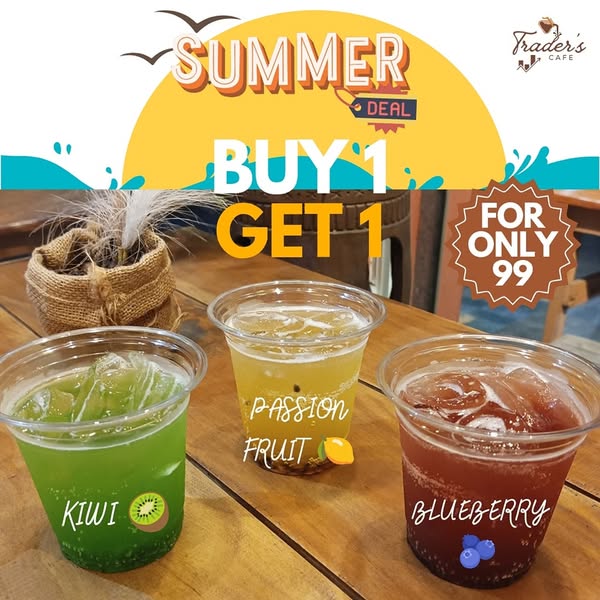 SUMMER
DEAL
Trader's
CAFE
BUY 1
GET 1
FOR
ONLY
99
PASSION
FRUIT
KIWI
BLUEBERRY